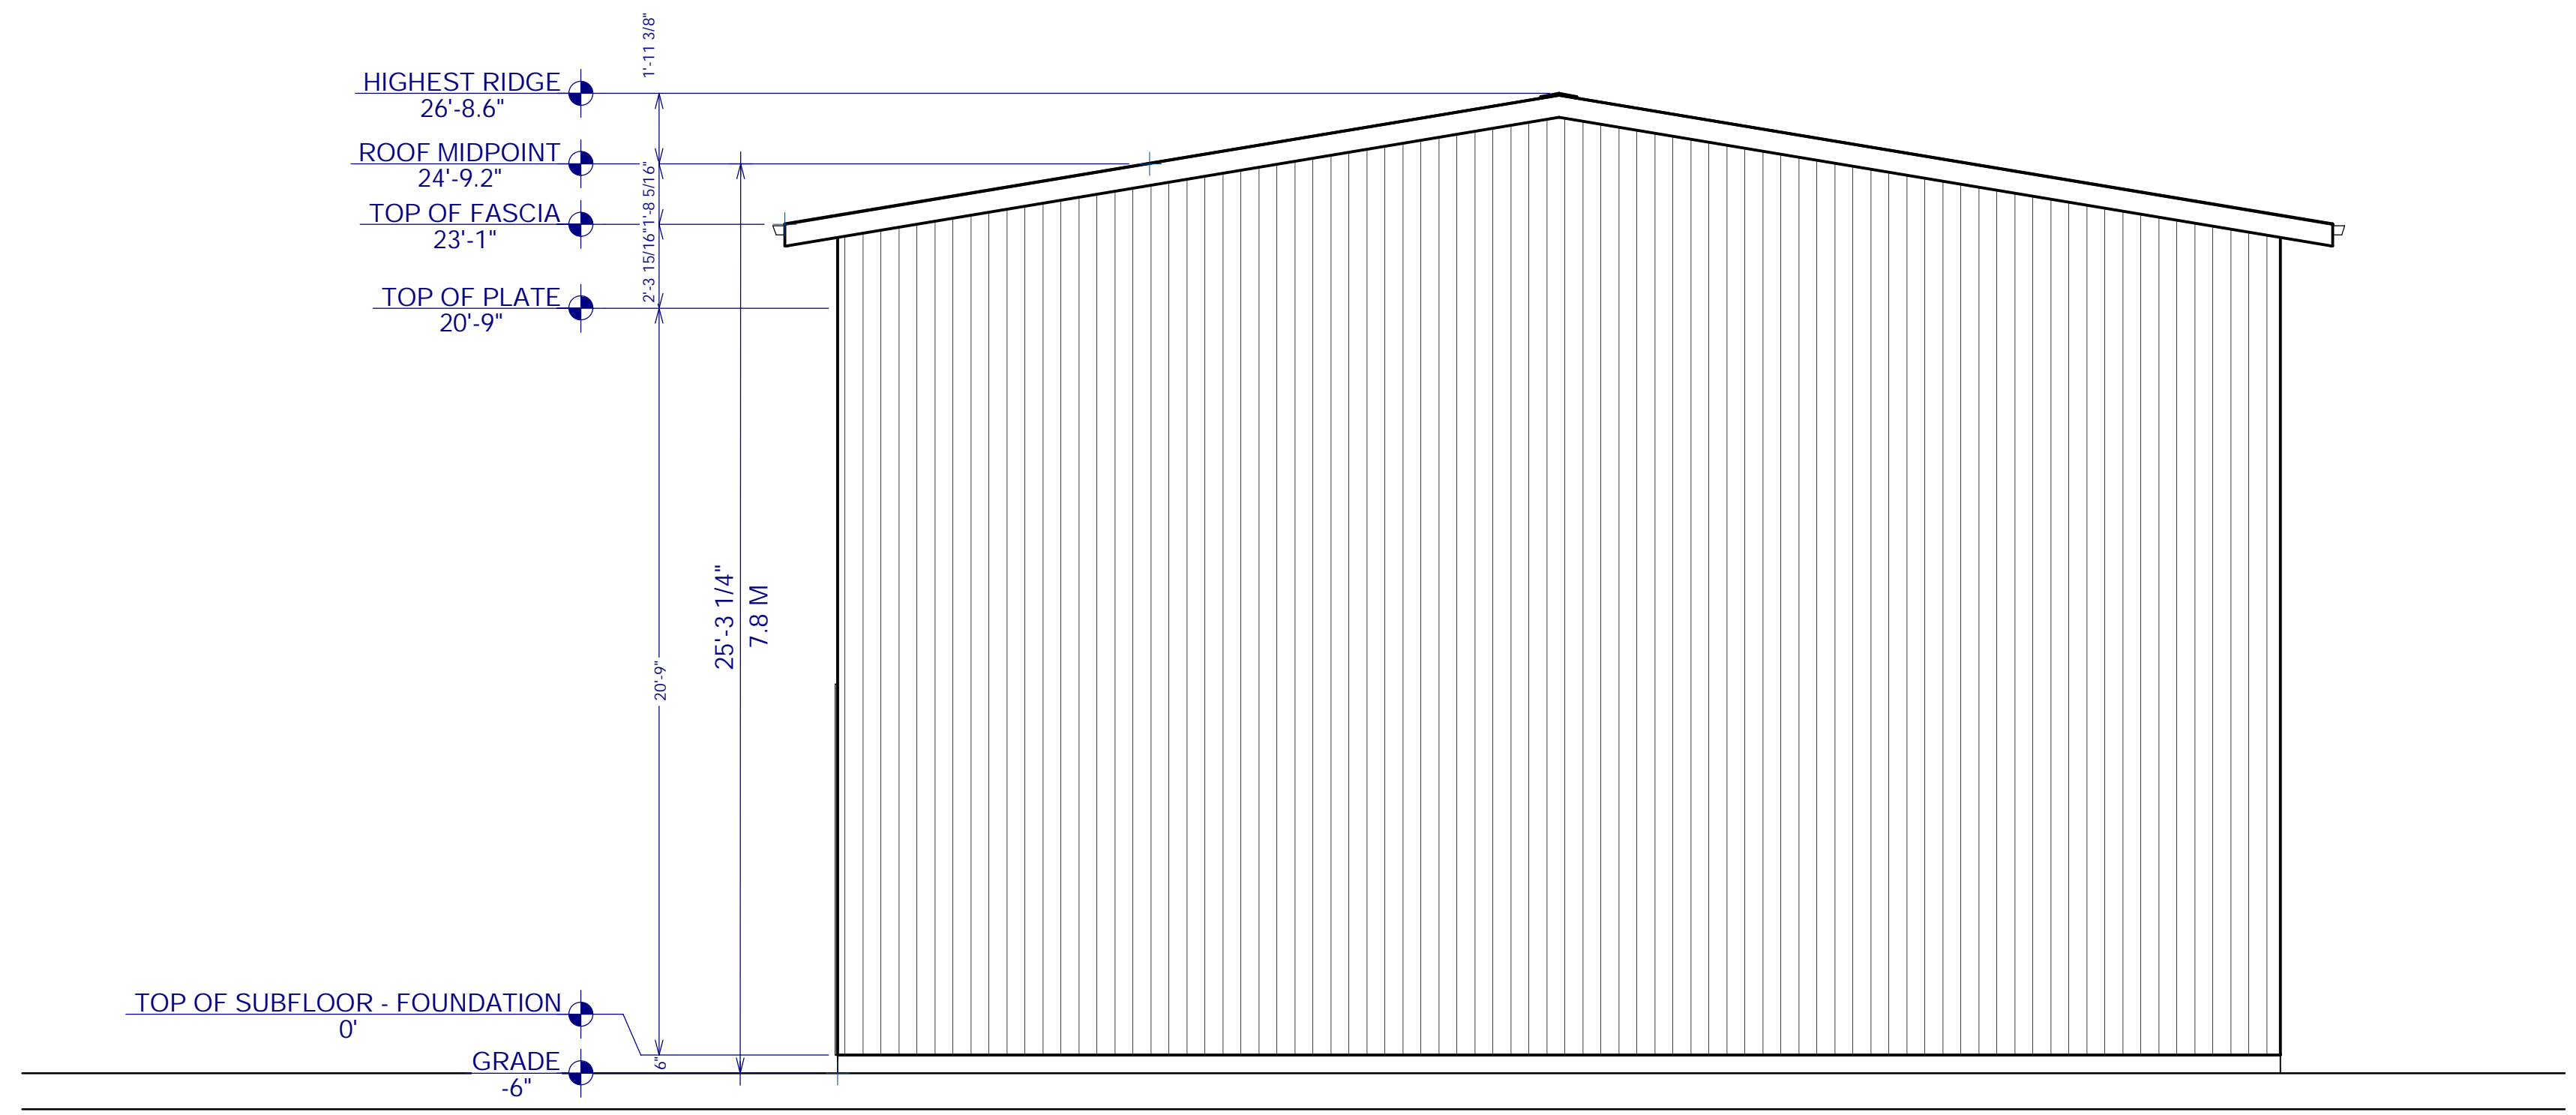 1'-11 3/8"
HIGHEST RIDGE
26'-8.6"
ROOF MIDPOINT
24'-9.2"
1'-8 5/16"
TOP OF FASCIA
23'-1"
2'-3 15/16"
TOP OF PLATE
20'-9"
25'-3 1/4"
7.8 M
20'-9"
TOP OF SUBFLOOR - FOUNDATION
0'
GRADE
-6"
6"